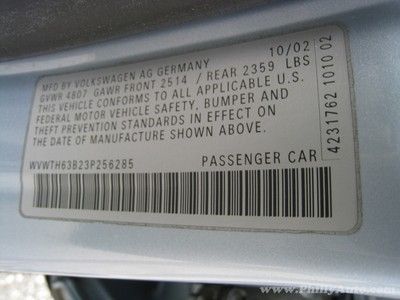 MFD BY VOLKSWAGEN AG GERMANY 10/02
GVWR 4807 GAWR FRONT 2514 / REAR 2359 LBS
THIS VEHICLE CONFORMS TO ALL APPLICABLE U.S.
FEDERAL MOTOR VEHICLE SAFETY, BUMPER AND
THEFT PREVENTION STANDARDS IN EFFECT ON
THE DATE OF MANUFACTURE SHOWN ABOVE.
WVWTH63B23P256285 PASSENGER CAR
4231762 1010 02
www.PhillyAuto.com